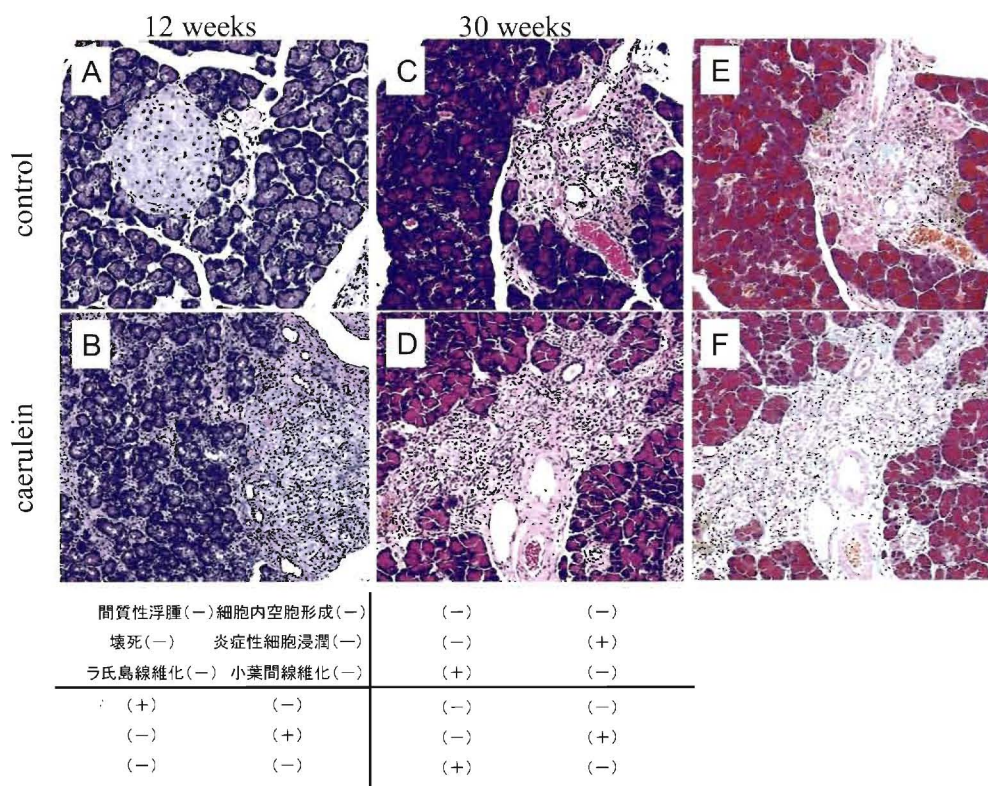 12 weeks 30 weeks
control
A
C
E
caerulein
B
D
F
間質性浮腫(−) 細胞内空胞形成(−) (−) (−)
壊死(−) 炎症性細胞浸潤(−) (−) (+)
ラ氏島線維化(−) 小葉間線維化(−) (+) (−)
(+) (−) (−) (−)
(−) (+) (−) (+)
(−) (−) (+) (−)